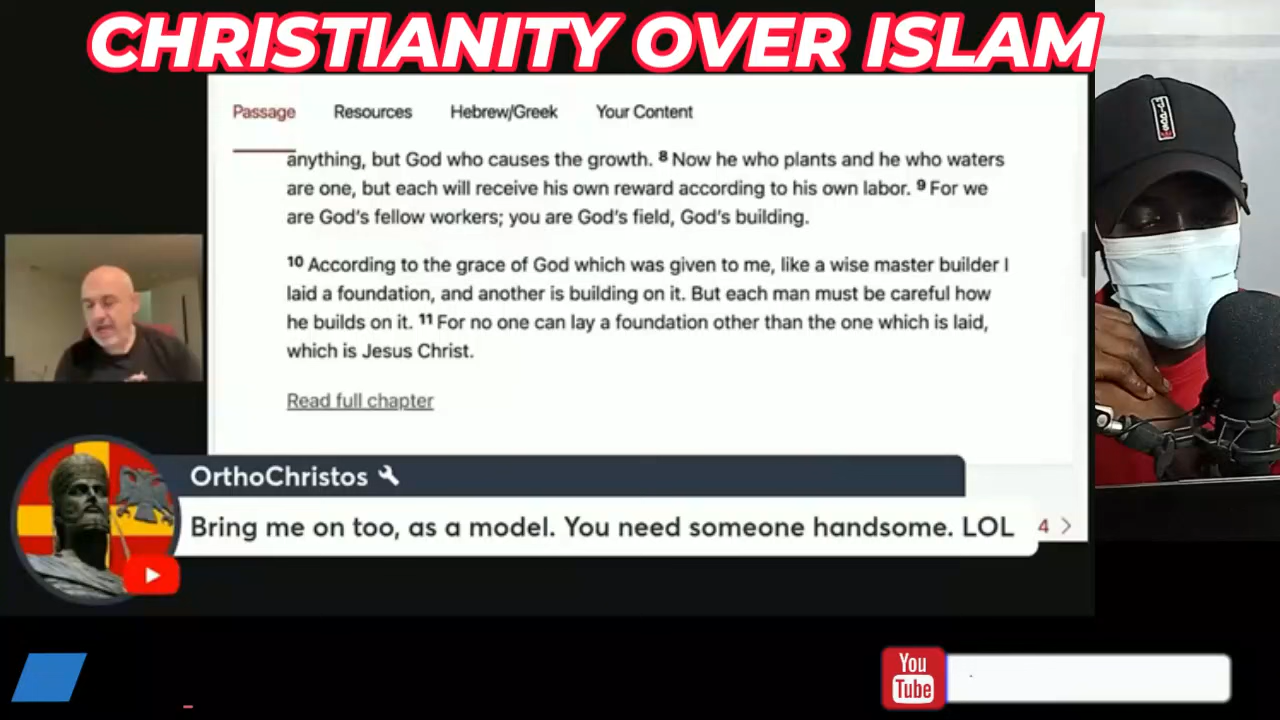 CHRISTIANITY OVER ISLAM
Passage Resources Hebrew/Greek Your Content
anything, but God who causes the growth. 8 Now he who plants and he who waters
are one, but each will receive his own reward according to his own labor. 9 For we
are God's fellow workers; you are God's field, God's building.
10 According to the grace of God which was given to me, like a wise master builder I
laid a foundation, and another is building on it. But each man must be careful how
he builds on it. 11 For no one can lay a foundation other than the one which is laid,
which is Jesus Christ.
Read full chapter
OrthoChristos
Bring me on too, as a model. You need someone handsome. LOL
4 >
You
Tube